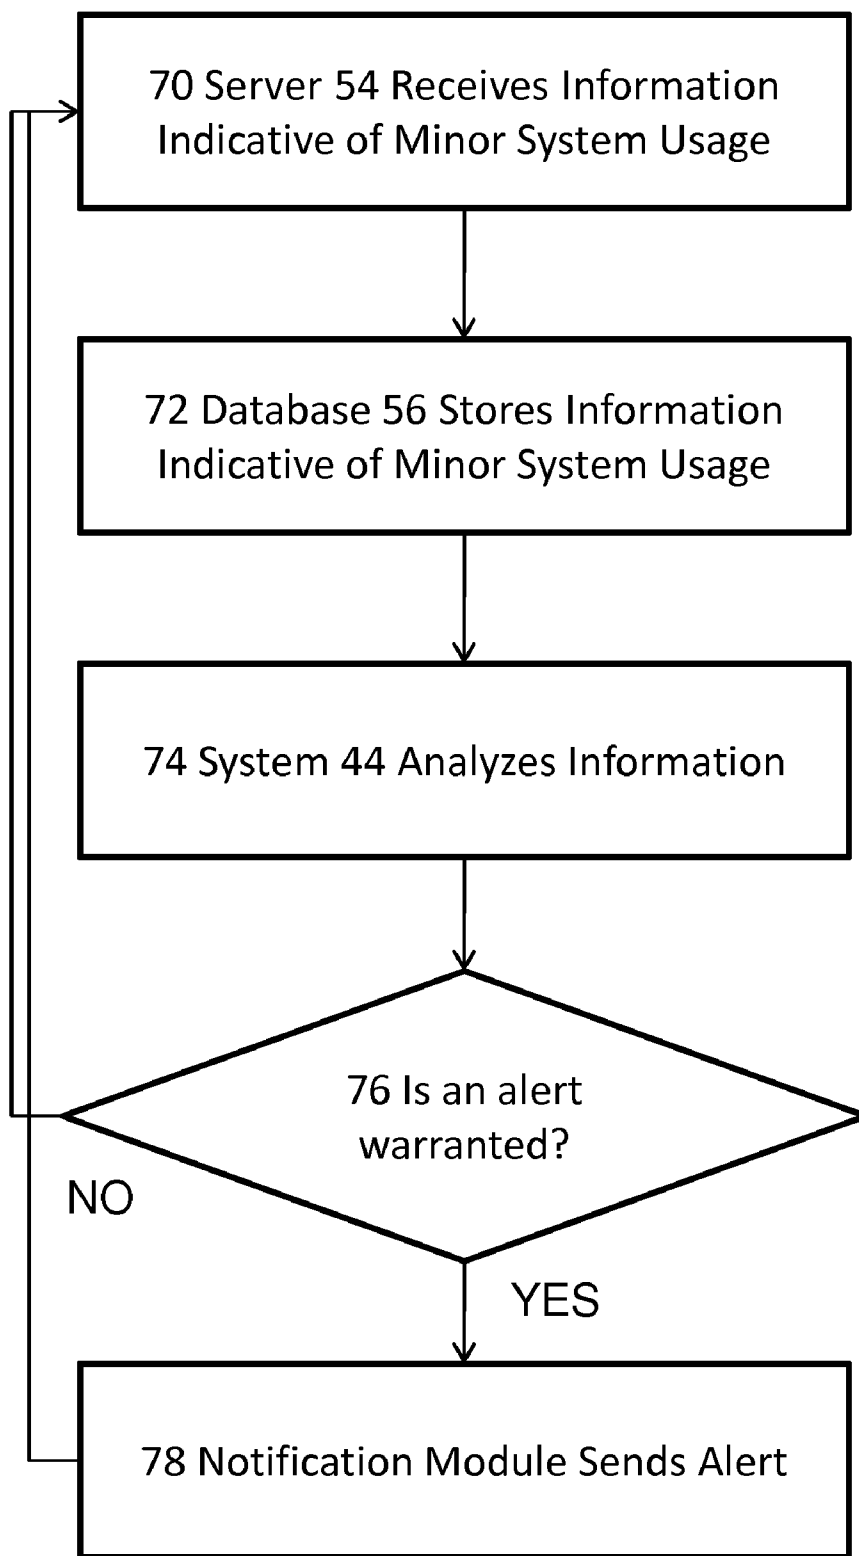 70 Server 54 Receives Information
Indicative of Minor System Usage
72 Database 56 Stores Information
Indicative of Minor System Usage
74 System 44 Analyzes Information
76 Is an alert
warranted?
NO
YES
78 Notification Module Sends Alert